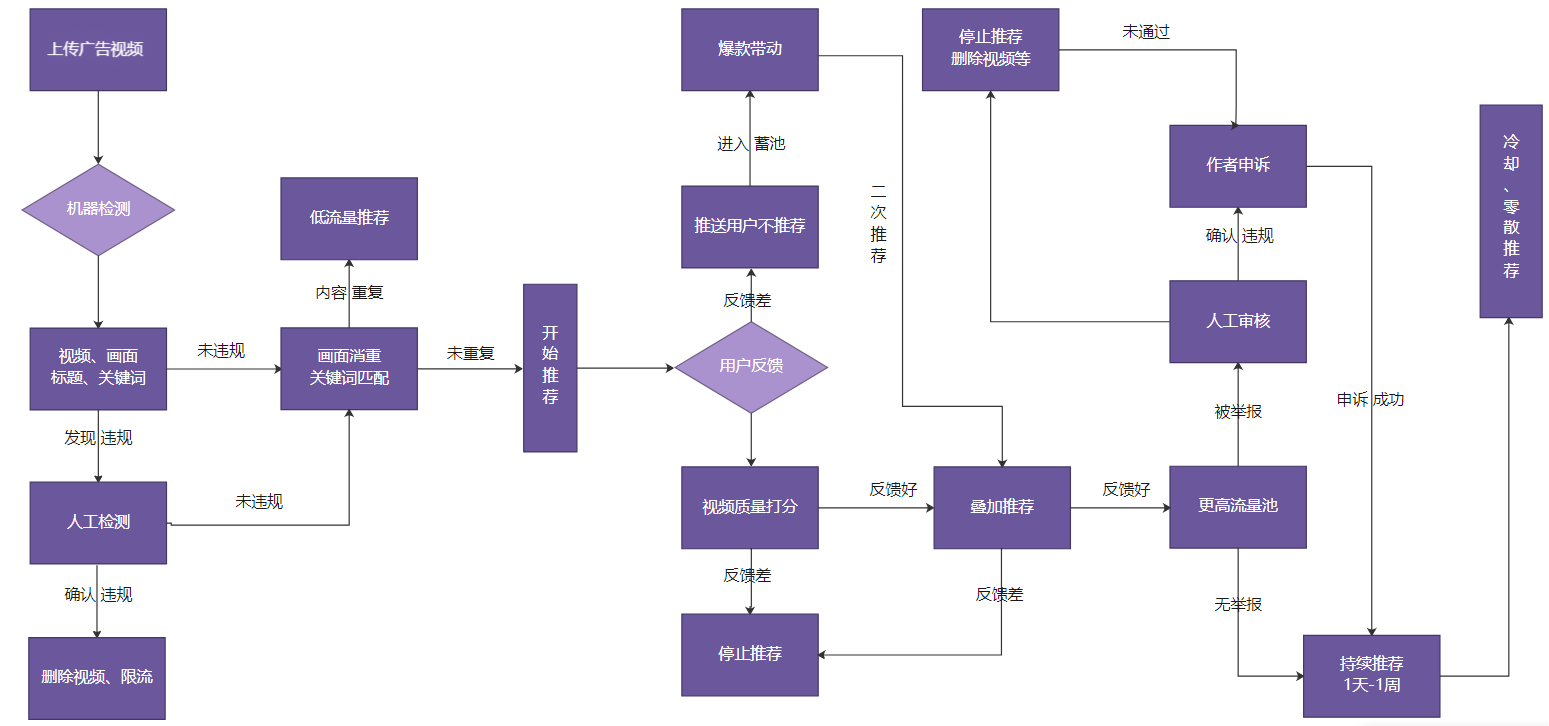 上传广告视频
机器检测
视频、画面
标题、关键词
发现 违规
人工检测
确认 违规
删除视频、限流
未违规
未违规
低流量推荐
内容 重复
画面消重
关键词匹配
未重复
开
始
推
荐
爆款带动
进入 蓄池
推送用户不推荐
反馈差
用户反馈
视频质量打分
反馈差
停止推荐
二
次
推
荐
反馈好
叠加推荐
反馈差
反馈好
停止推荐
删除视频等
未通过
作者申诉
确认 违规
人工审核
被举报
更高流量池
无举报
申诉 成功
持续推荐
1天-1周
冷
却
、
零
散
推
荐